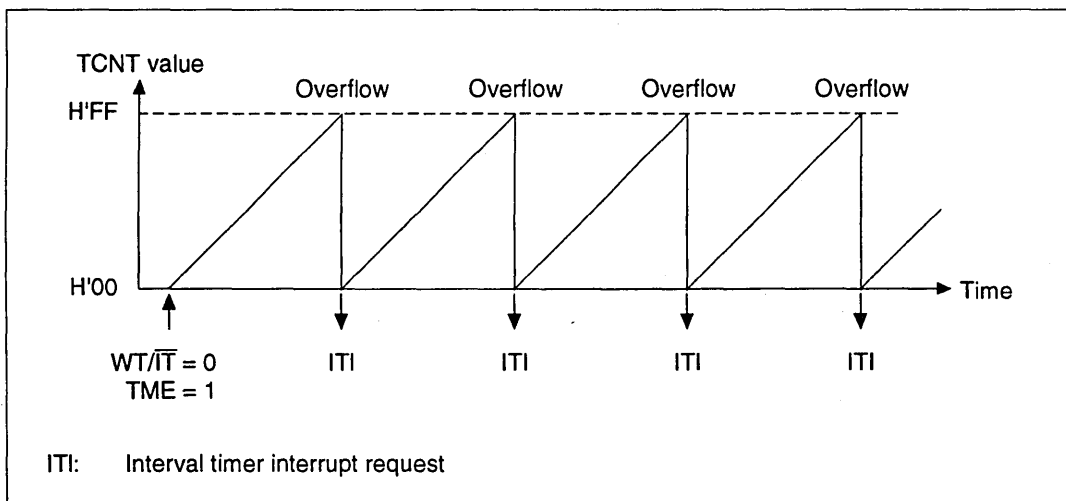 TCNT value
Overflow Overflow Overflow Overflow
H'FF
H'00
Time
WT/I̅T̅ = 0
TME = 1
ITI ITI ITI ITI
ITI: Interval timer interrupt request